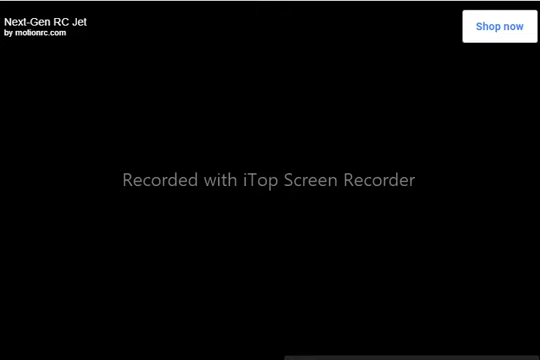 Next-Gen RC Jet
by motionrc.com
Shop now
Recorded with iTop Screen Recorder